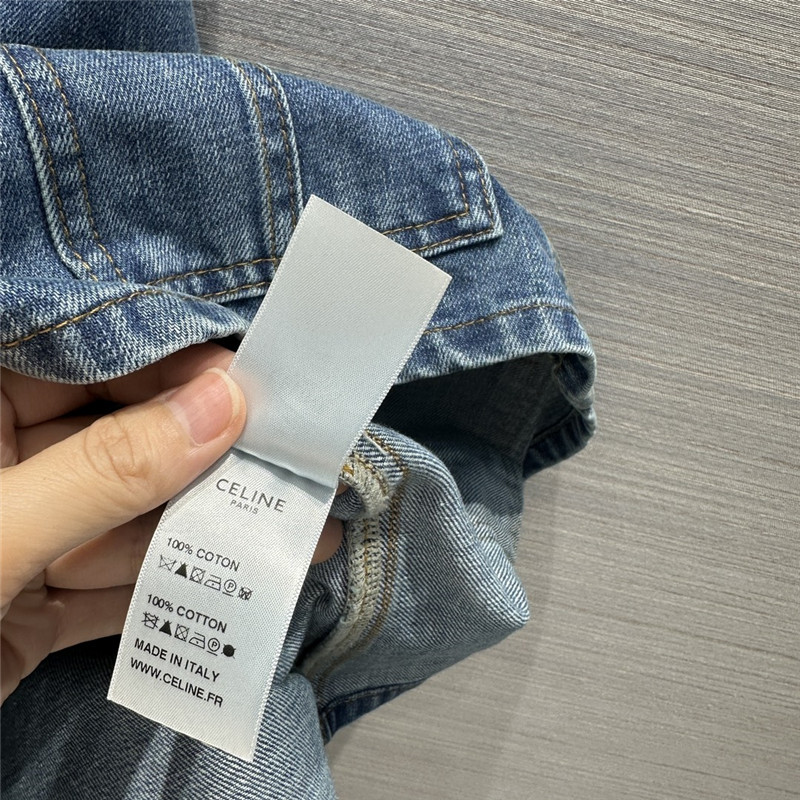 CELINE
PARIS
100% COTON
100% COTTON
MADE IN ITALY
WWW.CELINE.FR